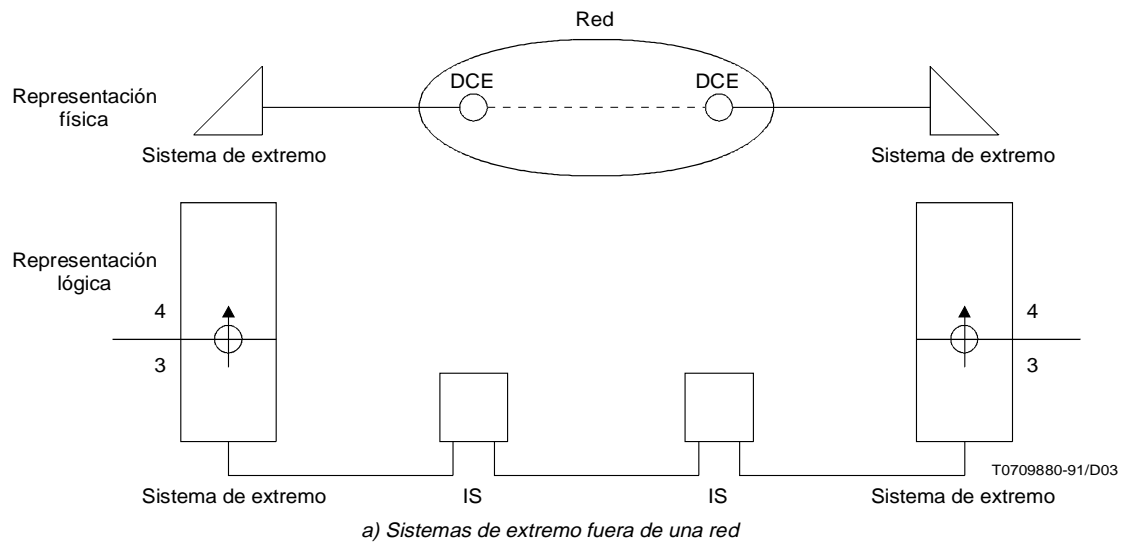 Red
DCE
DCE
Representación
física
Sistema de extremo
Sistema de extremo
Representación
lógica
4
3
4
3
T0709880-91/D03
Sistema de extremo
IS
IS
Sistema de extremo
a) Sistemas de extremo fuera de una red